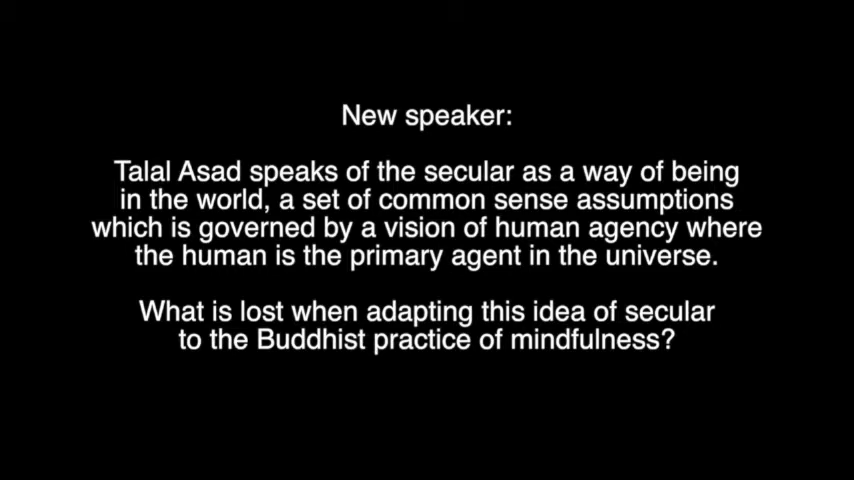 New speaker:
Talal Asad speaks of the secular as a way of being
in the world, a set of common sense assumptions
which is governed by a vision of human agency where
the human is the primary agent in the universe.
What is lost when adapting this idea of secular
to the Buddhist practice of mindfulness?